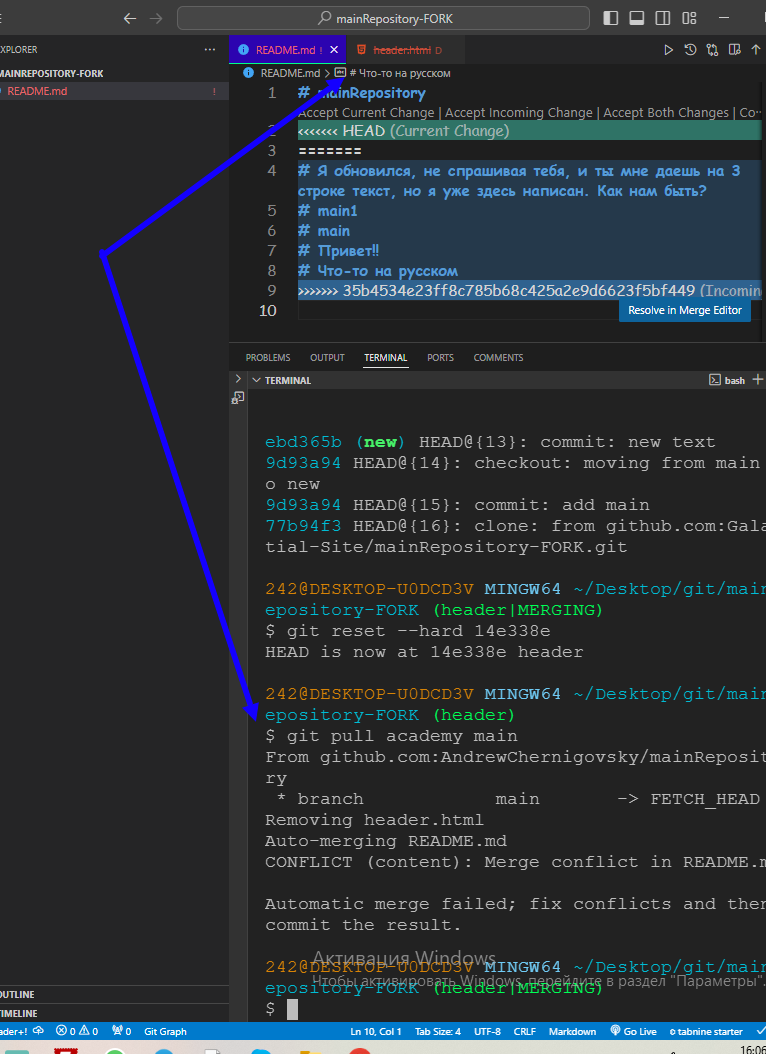 mainRepository-FORK
EXPLORER
README.md !
header.html D
MAINREPOSITORY-FORK
README.md !
README.md > # Что-то на русском
1 # mainRepository
Accept Current Change | Accept Incoming Change | Accept Both Changes | Co
2 <<<<<<< HEAD (Current Change)
3 =======
4 # Я обновился, не спрашивая тебя, и ты мне даешь на 3
строке текст, но я уже здесь написан. Как нам быть?
5 # main1
6 # main
7 # Привет!!
8 # Что-то на русском
9 >>>>>>> 35b4534e23ff8c785b68c425a2e9d6623f5bf449 (Incomin
10
Resolve in Merge Editor
PROBLEMS OUTPUT TERMINAL PORTS COMMENTS
TERMINAL
bash
ebd365b (new) HEAD@{13}: commit: new text
9d93a94 HEAD@{14}: checkout: moving from main
o new
9d93a94 HEAD@{15}: commit: add main
77b94f3 HEAD@{16}: clone: from github.com:Gala
tial-Site/mainRepository-FORK.git
242@DESKTOP-U0DCD3V MINGW64 ~/Desktop/git/main
epository-FORK (header|MERGING)
$ git reset --hard 14e338e
HEAD is now at 14e338e header
242@DESKTOP-U0DCD3V MINGW64 ~/Desktop/git/main
epository-FORK (header)
$ git pull academy main
From github.com:AndrewChernigovsky/mainReposit
ry
* branch main -> FETCH_HEAD
Removing header.html
Auto-merging README.md
CONFLICT (content): Merge conflict in README.m
Automatic merge failed; fix conflicts and then
commit the result.
Активация Windows
242@DESKTOP-U0DCD3V MINGW64 ~/Desktop/git/main
Чтобы активировать Windows, перейдите в раздел "Параметры".
epository-FORK (header|MERGING)
$
OUTLINE
TIMELINE
ader+! 0 0 0 Git Graph Ln 10, Col 1 Tab Size: 4 UTF-8 CRLF Markdown Go Live tabnine starter
16:06